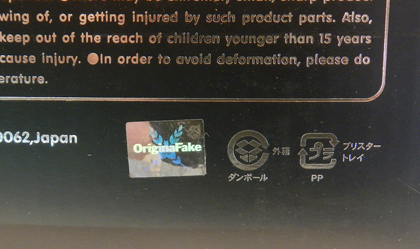 wing of, or getting injured by such product parts. Also,
keep out of the reach of children younger than 15 years
cause injury. ●In order to avoid deformation, please do
erature.
0062,Japan
OriginalFake
外箱
ダンボール
プラ
PP
ブリスター
トレイ